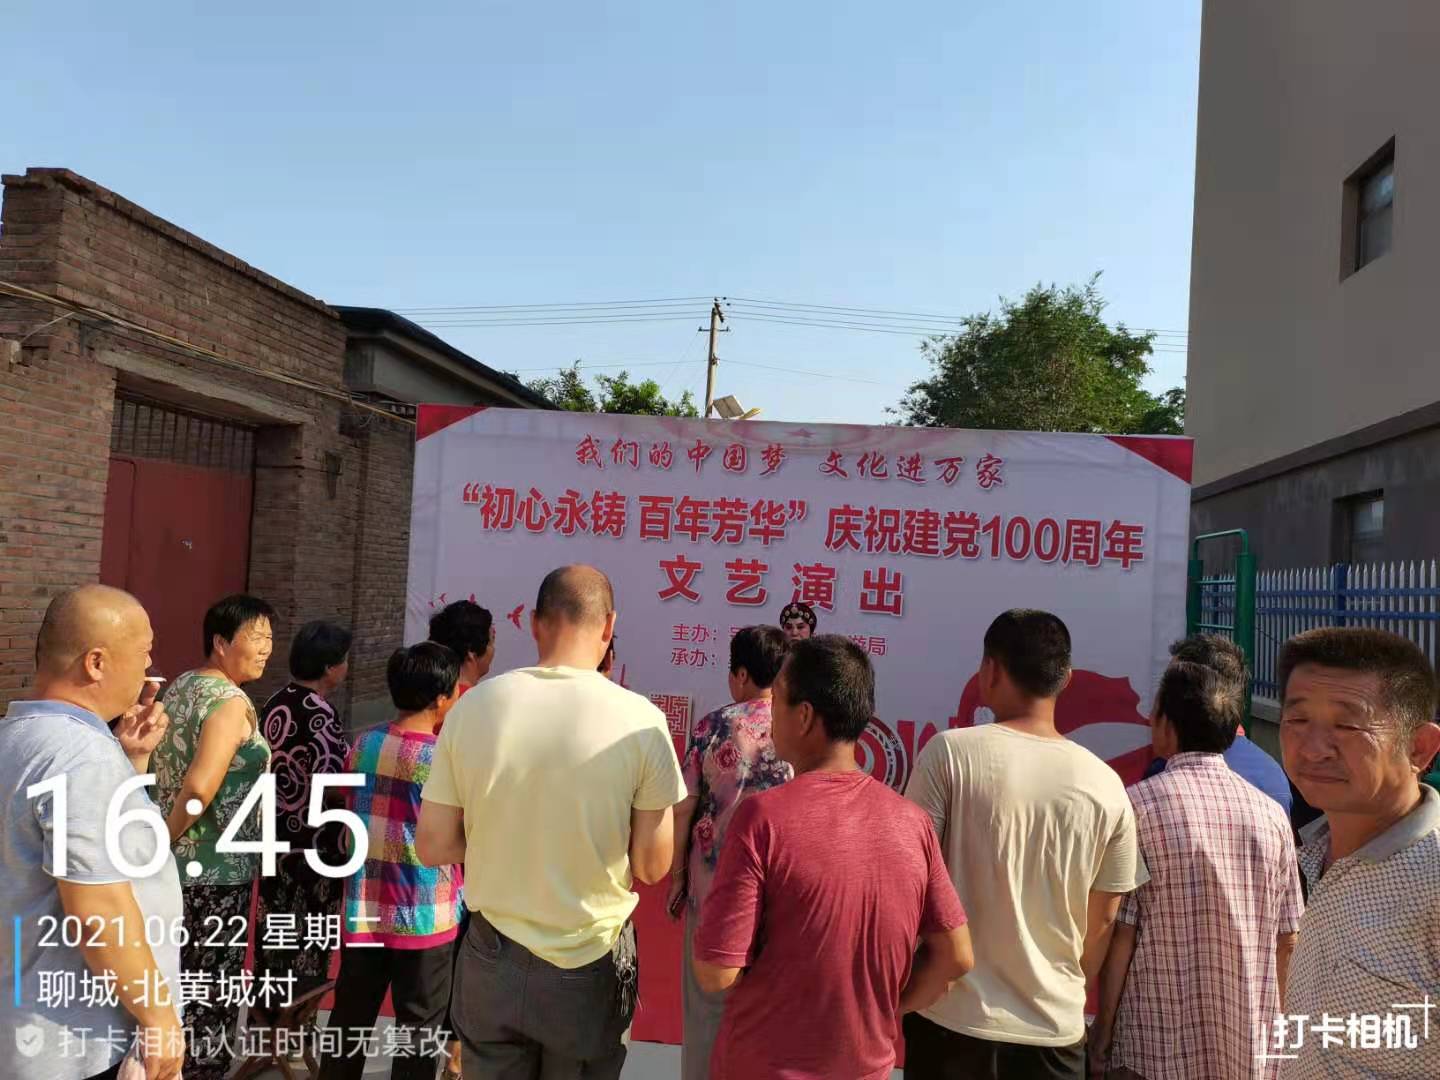 我们的中国梦 文化进万家
“初心永铸 百年芳华”庆祝建党100周年
文艺演出
主办：
游局
承办：
16:45
2021.06.22 星期二
聊城·北黄城村
打卡相机认证时间无篡改
打卡相机